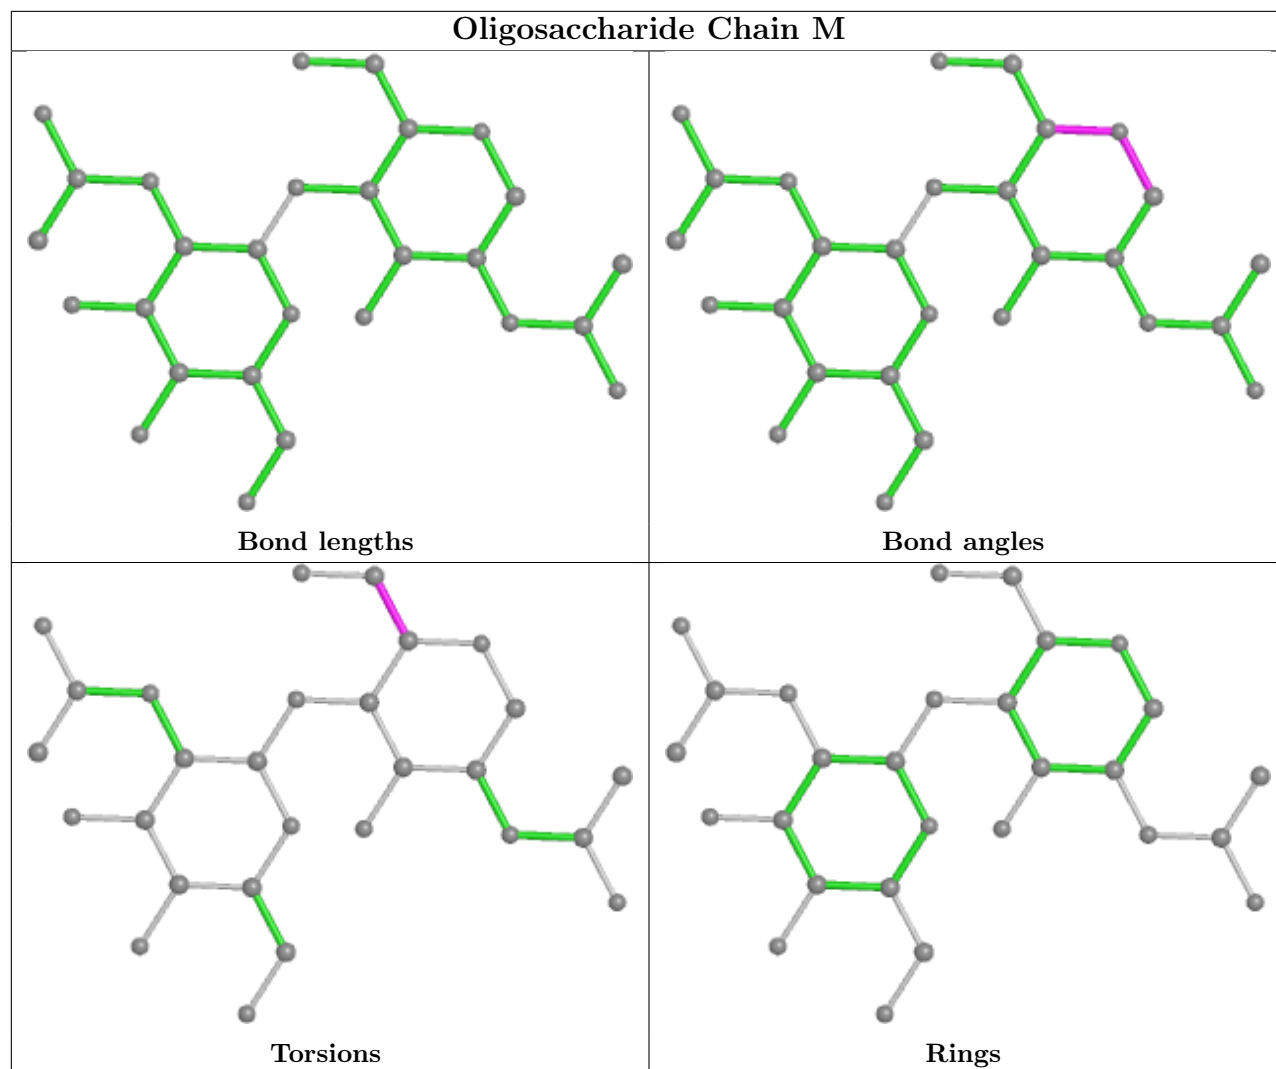 Oligosaccharide Chain M
Bond lengths
Bond angles
Torsions
Rings